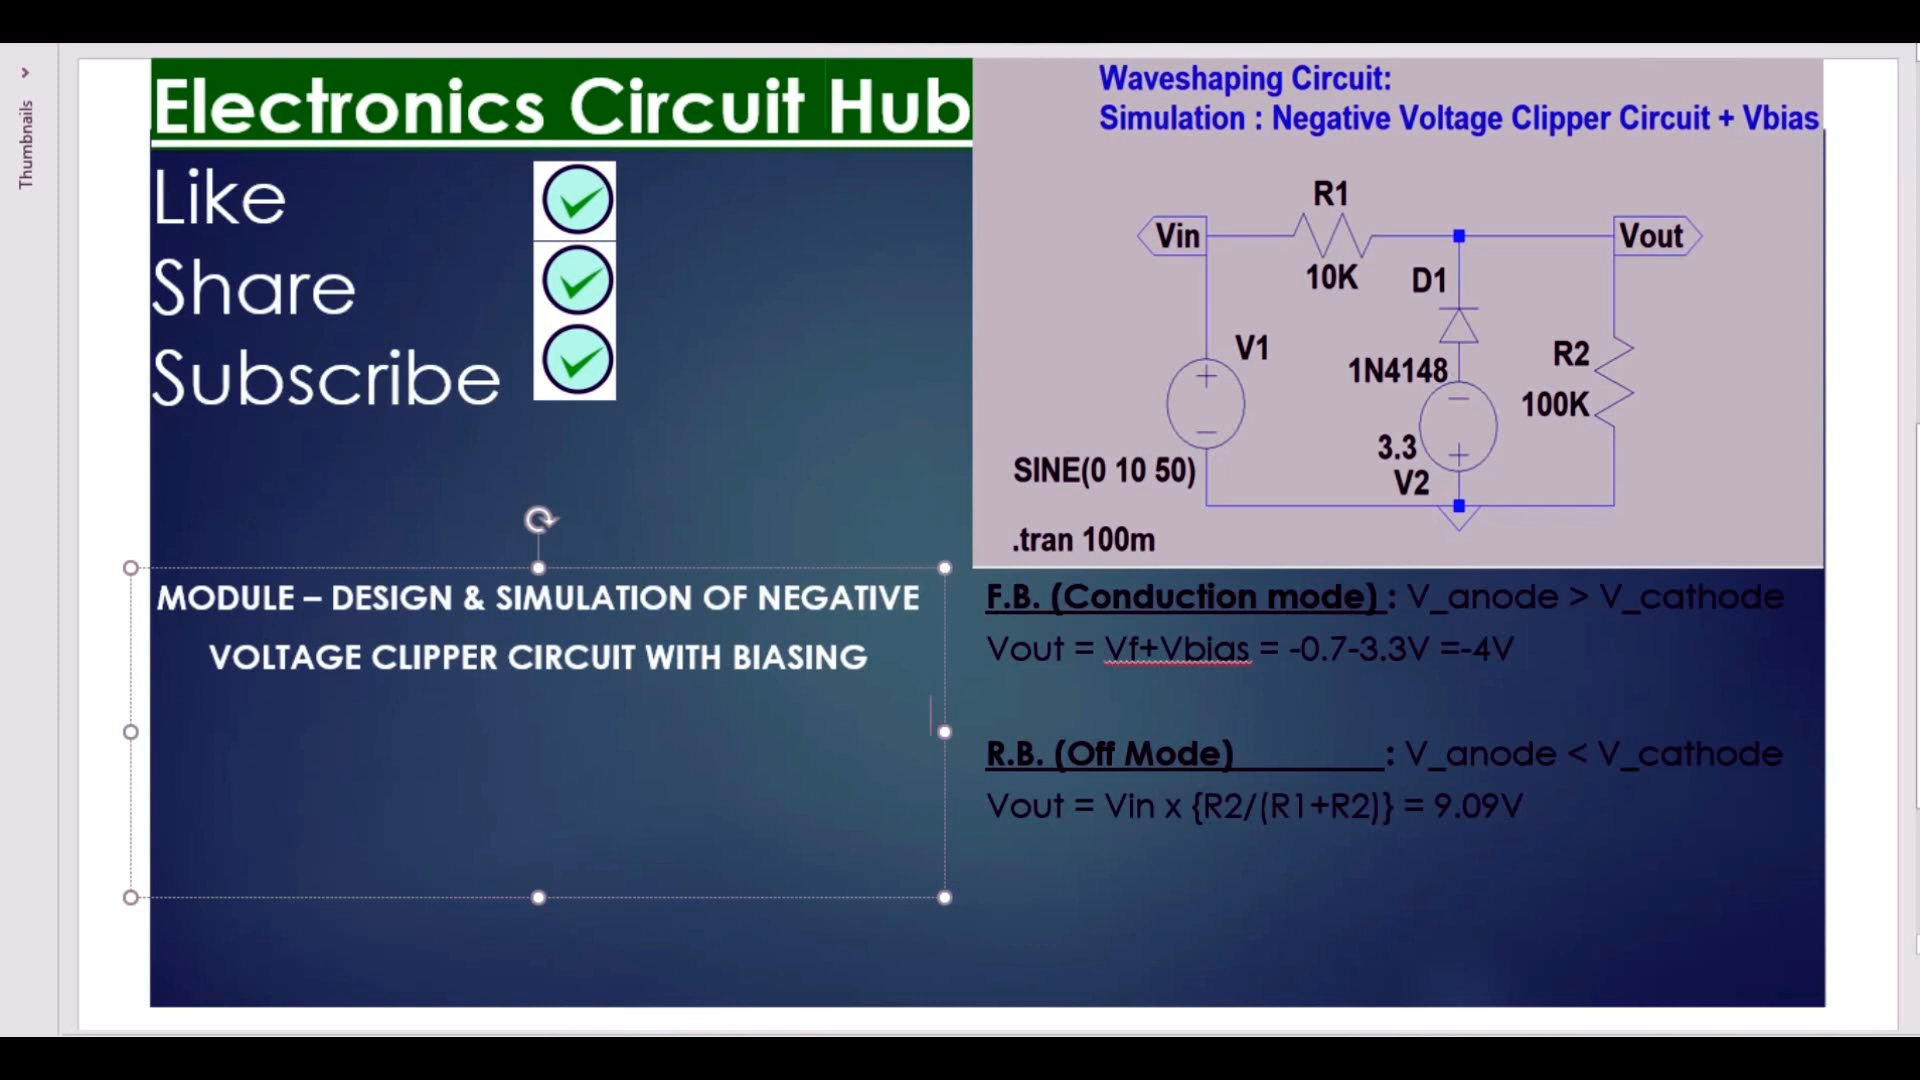 Thumbnails
Electronics Circuit Hub
Like
Share
Subscribe
MODULE – DESIGN & SIMULATION OF NEGATIVE
VOLTAGE CLIPPER CIRCUIT WITH BIASING
Waveshaping Circuit:
Simulation : Negative Voltage Clipper Circuit + Vbias
R1
Vin
Vout
10K
D1
V1
1N4148
R2
100K
3.3
V2
SINE(0 10 50)
.tran 100m
F.B. (Conduction mode) : V_anode > V_cathode
Vout = Vf+Vbias = -0.7-3.3V =-4V
R.B. (Off Mode) : V_anode < V_cathode
Vout = Vin x {R2/(R1+R2)} = 9.09V